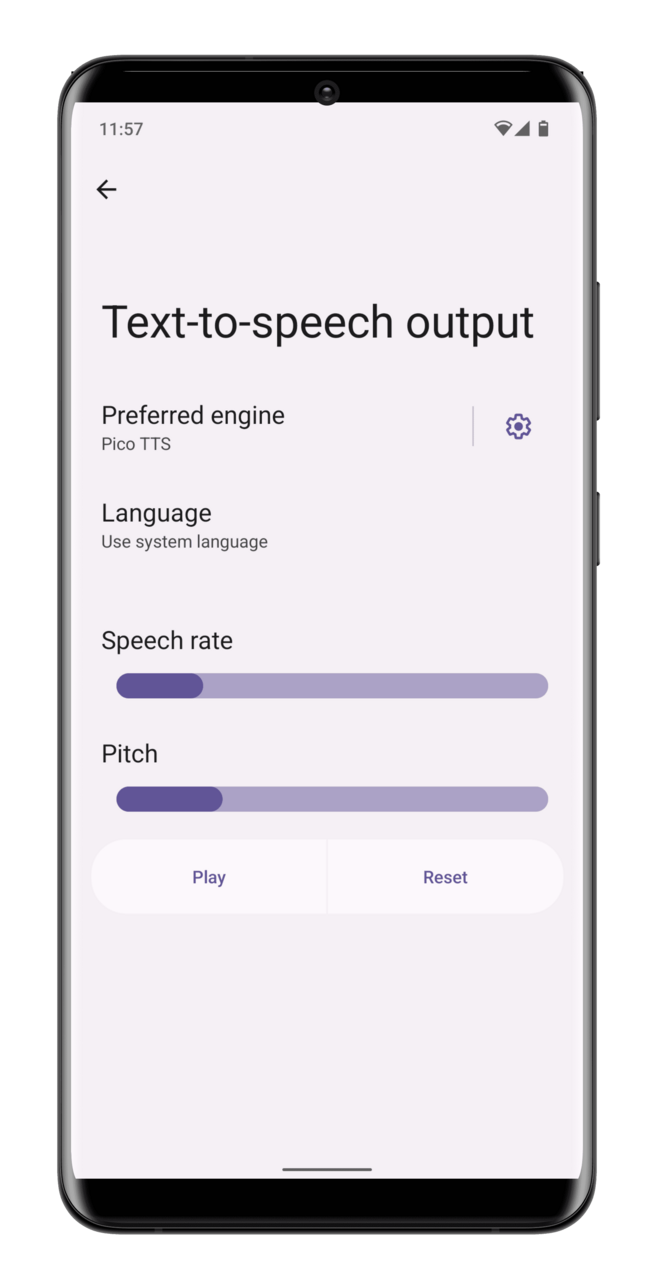 11:57
Text-to-speech output
Preferred engine
Pico TTS
Language
Use system language
Speech rate
Pitch
Play
Reset